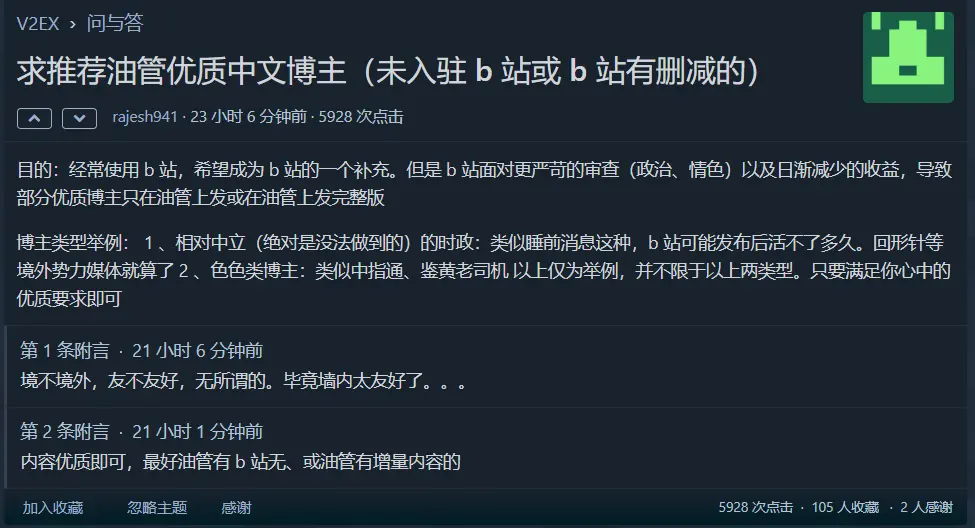 V2EX › 问与答
求推荐油管优质中文博主（未入驻 b 站或 b 站有删减的）
rajesh941 · 23 小时 6 分钟前 · 5928 次点击
目的：经常使用 b 站，希望成为 b 站的一个补充。但是 b 站面对更严苛的审查（政治、情色）以及日渐减少的收益，导致
部分优质博主只在油管上发或在油管上发完整版
博主类型举例： 1 、相对中立（绝对是没法做到的）的时政：类似睡前消息这种，b 站可能发布后活不了多久。回形针等
境外势力媒体就算了 2 、色色类博主：类似中指通、鉴黄老司机 以上仅为举例，并不限于以上两类型。只要满足你心中的
优质要求即可
第 1 条附言 · 21 小时 6 分钟前
境不境外，友不友好，无所谓的。毕竟墙内太友好了。。。
第 2 条附言 · 21 小时 1 分钟前
内容优质即可，最好油管有 b 站无、或油管有增量内容的
加入收藏 忽略主题 感谢 5928 次点击 · 105 人收藏 · 2 人感谢